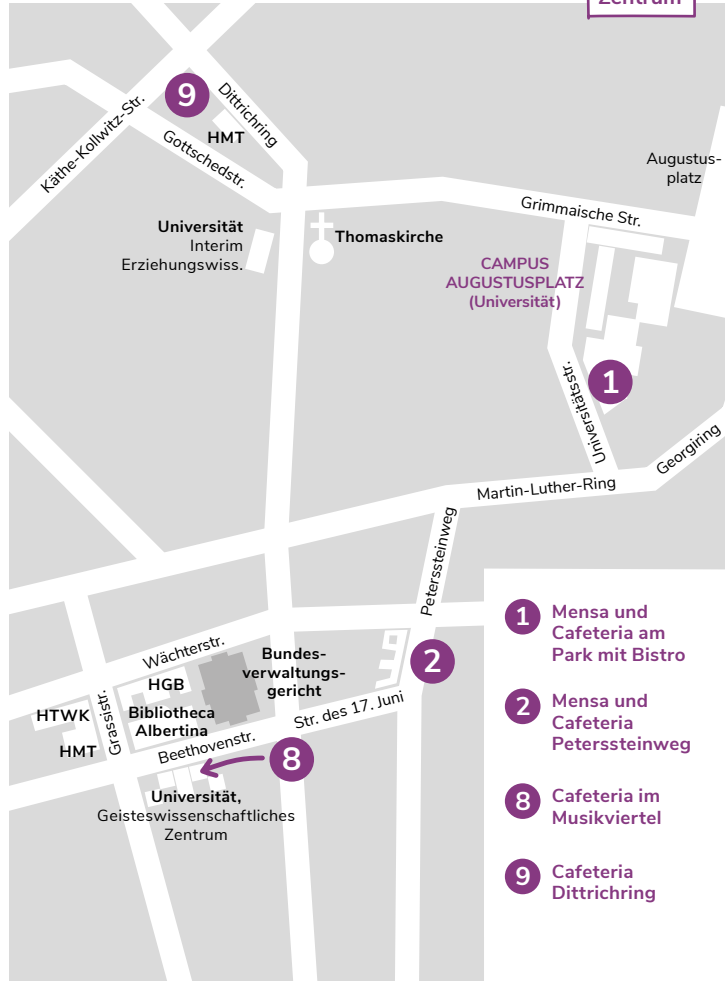 Zentrum
9
Dittrichring
Käthe-Kollwitz-Str.
HMT
Gottschedstr.
Augustus-
platz
Grimmaische Str.
Universität
Interim
Erziehungswiss.
Thomaskirche
CAMPUS
AUGUSTUSPLATZ
(Universität)
1
Universitätsstr.
Georgiring
Martin-Luther-Ring
Peterssteinweg
Wächterstr.
Bundes-
verwaltungs-
gericht
2
HGB
Grassistr.
HTWK
Bibliotheca
Albertina
Str. des 17. Juni
HMT
Beethovenstr.
8
Universität,
Geisteswissenschaftliches
Zentrum
1 Mensa und
Cafeteria am
Park mit Bistro
2 Mensa und
Cafeteria
Peterssteinweg
8 Cafeteria im
Musikviertel
9 Cafeteria
Dittrichring